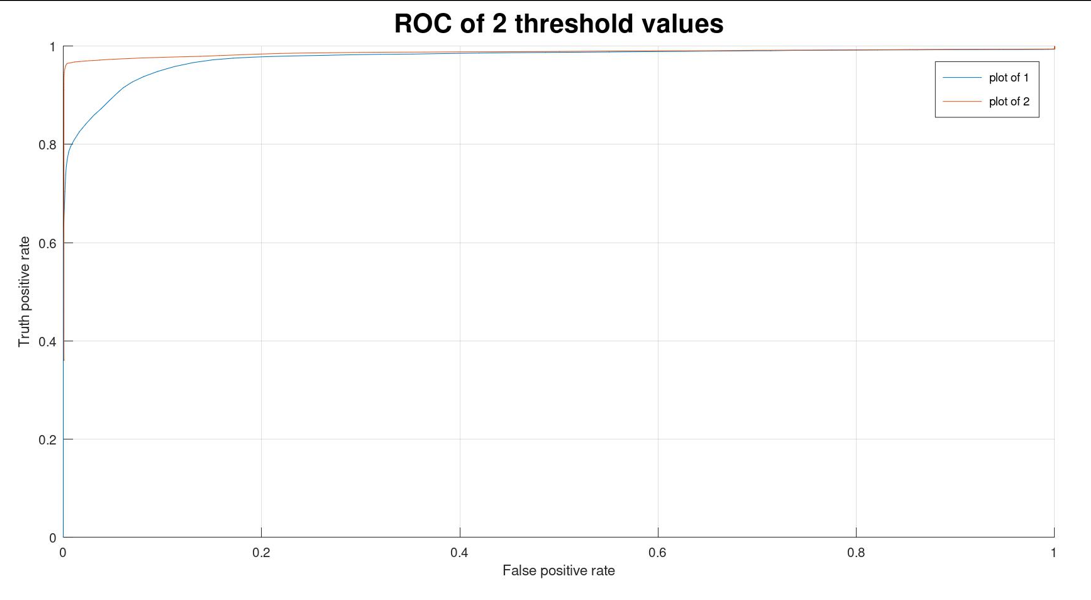 ROC of 2 threshold values
1
plot of 1
plot of 2
0.8
0.6
Truth positive rate
0.4
0.2
0
0 0.2 0.4 0.6 0.8 1
False positive rate